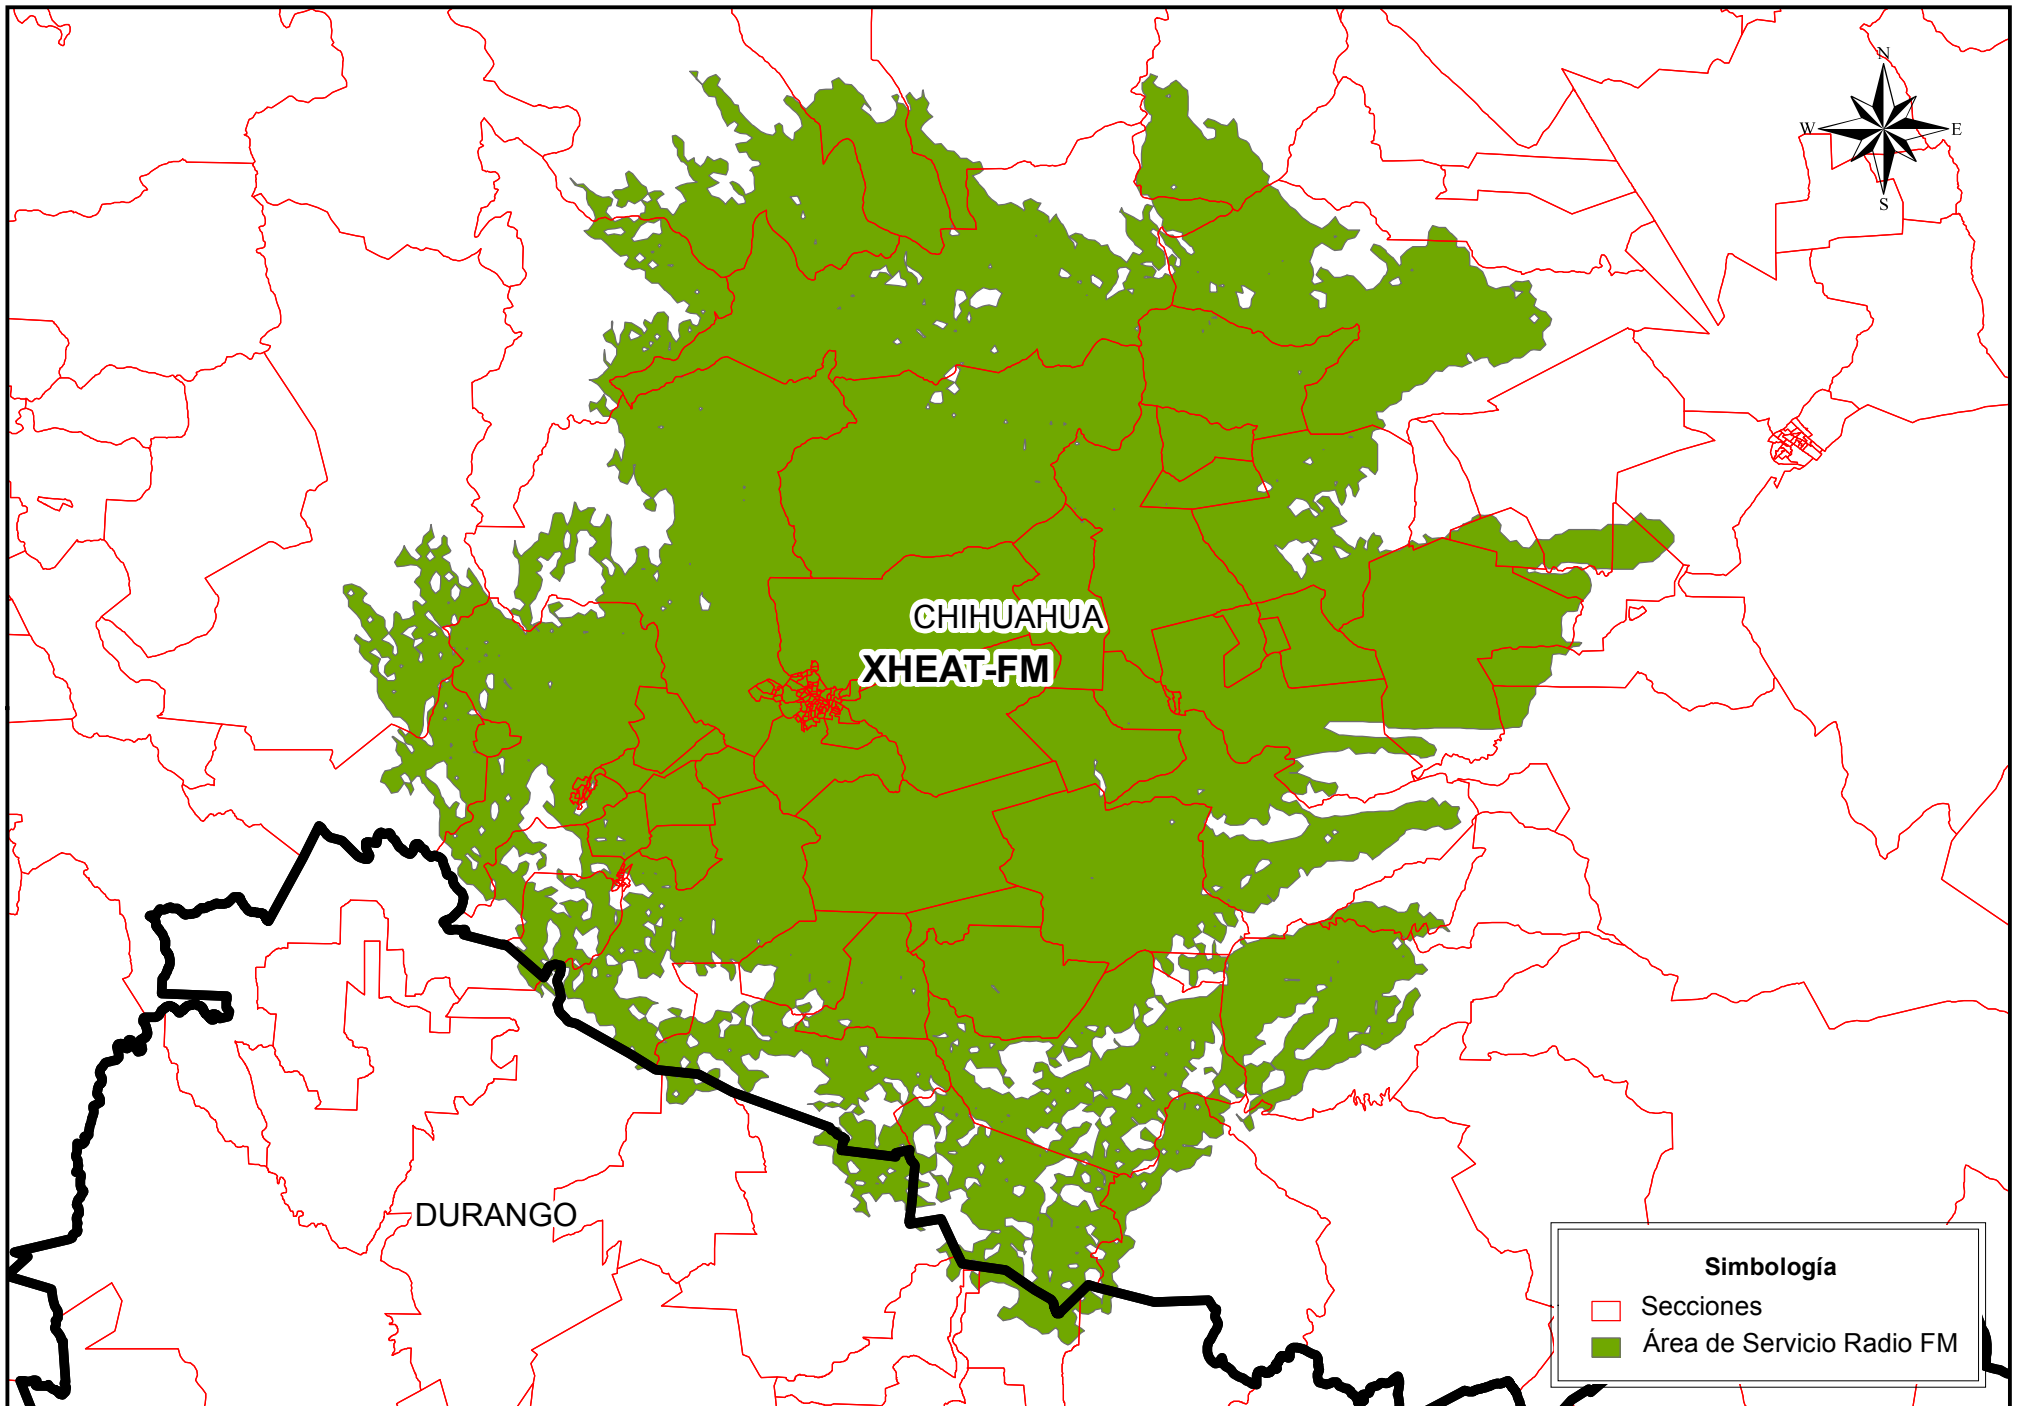 N
W E
S
CHIHUAHUA
XHEAT-FM
DURANGO
Simbología
Secciones
Área de Servicio Radio FM